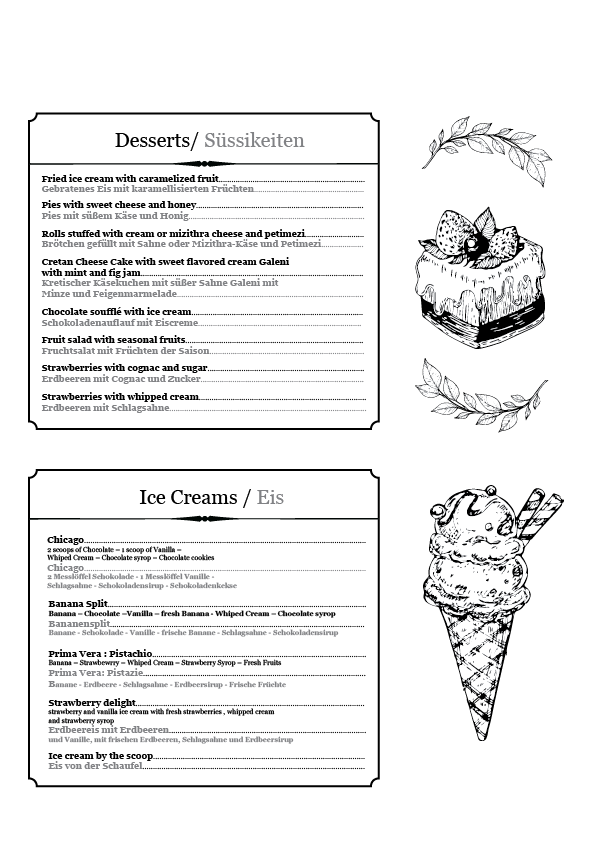 Desserts/ Süssikeiten
Fried ice cream with caramelized fruit
Gebratenes Eis mit karamellisierten Früchten
Pies with sweet cheese and honey
Pies mit süßem Käse und Honig
Rolls stuffed with cream or mizithra cheese and petimezi
Brötchen gefüllt mit Sahne oder Mizithra-Käse und Petimezi
Cretan Cheese Cake with sweet flavored cream Galeni
with mint and fig jam
Kretischer Käsekuchen mit süßer Sahne Galeni mit
Minze und Feigenmarmelade
Chocolate soufflé with ice cream
Schokoladenauflauf mit Eiscreme
Fruit salad with seasonal fruits
Fruchtsalat mit Früchten der Saison
Strawberries with cognac and sugar
Erdbeeren mit Cognac und Zucker
Strawberries with whipped cream
Erdbeeren mit Schlagsahne
Ice Creams / Eis
Chicago
2 scoops of Chocolate – 1 scoop of Vanilla –
Whiped Cream – Chocolate syrop – Chocolate cookies
Chicago
2 Messlöffel Schokolade - 1 Messlöffel Vanille -
Schlagsahne - Schokoladensirup - Schokoladenkekse
Banana Split
Banana – Chocolate –Vanilla – fresh Banana - Whiped Cream – Chocolate syrop
Bananensplit
Banane - Schokolade - Vanille - frische Banane - Schlagsahne - Schokoladensirup
Prima Vera : Pistachio
Banana – Strawbewrry – Whiped Cream – Strawberry Syrop – Fresh Fruits
Prima Vera: Pistazie
Banane - Erdbeere - Schlagsahne - Erdbeersirup - Frische Früchte
Strawberry delight
strawberry and vanilla ice cream with fresh strawberries , whipped cream
and strawberry syrop
Erdbeereis mit Erdbeeren
und Vanille, mit frischen Erdbeeren, Schlagsahne und Erdbeersirup
Ice cream by the scoop
Eis von der Schaufel